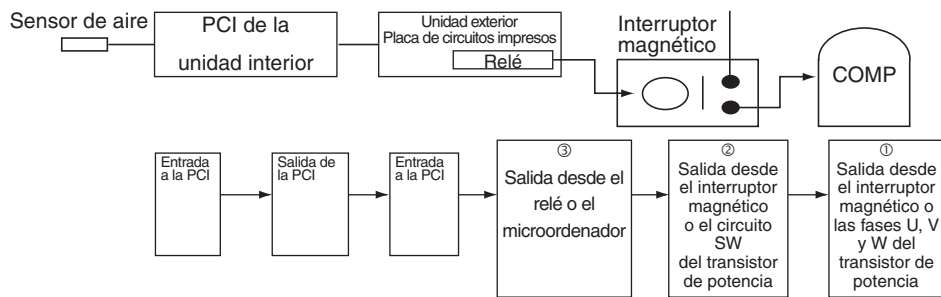 Sensor de aire
PCI de la
unidad interior
Unidad exterior
Placa de circuitos impresos
Relé
Interruptor
magnético
COMP
Entrada
a la PCI
Salida de
la PCI
Entrada
a la PCI
③
Salida desde el
relé o el
microordenador
②
Salida desde
el interruptor
magnético
o el circuito
SW
del transistor
de potencia
①
Salida desde
el interruptor
magnético o
las fases U, V
y W del
transistor de
potencia